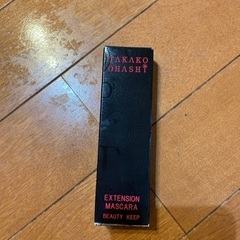 TAKAKO
OHASHI
EXTENSION
MASCARA
BEAUTY KEEP